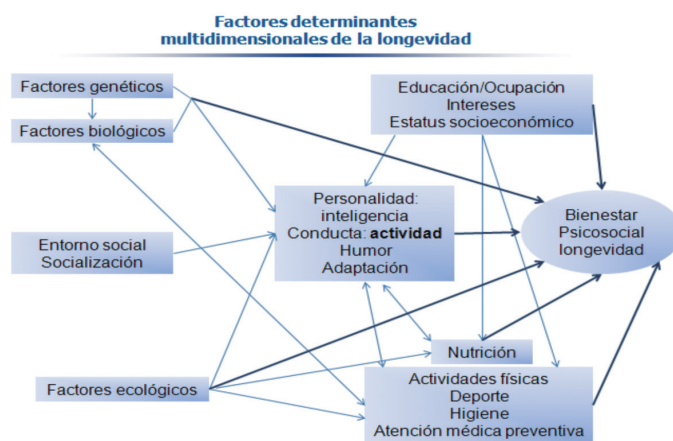 Factores determinantes
multidimensionales de la longevidad
Factores genéticos
Factores biológicos
Educación/Ocupación
Intereses
Estatus socioeconómico
Personalidad:
inteligencia
Conducta: actividad
Humor
Adaptación
Bienestar
Psicosocial
longevidad
Entorno social
Socialización
Nutrición
Factores ecológicos
Actividades físicas
Deporte
Higiene
Atención médica preventiva